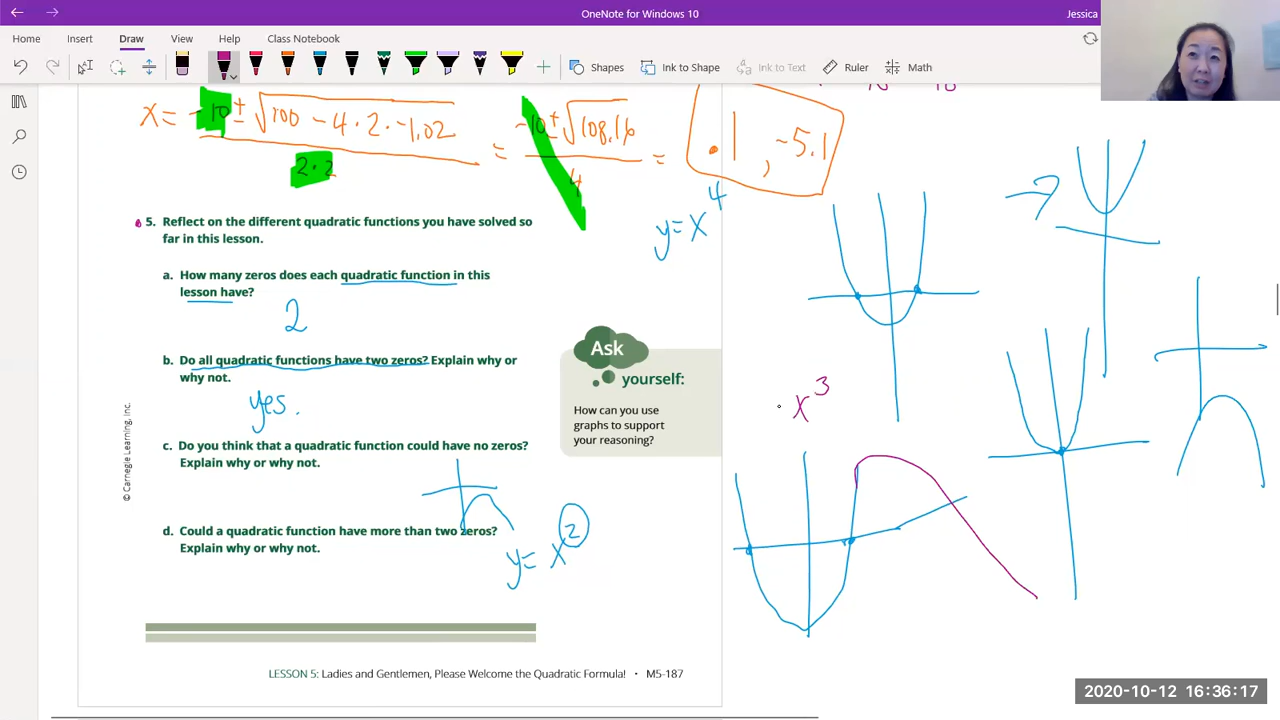 OneNote for Windows 10
Jessica
Home Insert Draw View Help Class Notebook
Shapes Ink to Shape Ink to Text Ruler Math
x = -10 ± √100 - 4 · 2 · -1.02
2 · 2
= -10 ± √108.16
4
= .1, -5.1
y = x^4
5. Reflect on the different quadratic functions you have solved so
far in this lesson.
a. How many zeros does each quadratic function in this
lesson have?
2
b. Do all quadratic functions have two zeros? Explain why or
why not.
yes.
c. Do you think that a quadratic function could have no zeros?
Explain why or why not.
d. Could a quadratic function have more than two zeros?
Explain why or why not.
y = x^2
Ask
yourself:
How can you use
graphs to support
your reasoning?
x^3
© Carnegie Learning, Inc.
LESSON 5: Ladies and Gentlemen, Please Welcome the Quadratic Formula! • M5-187
2020-10-12 16:36:17